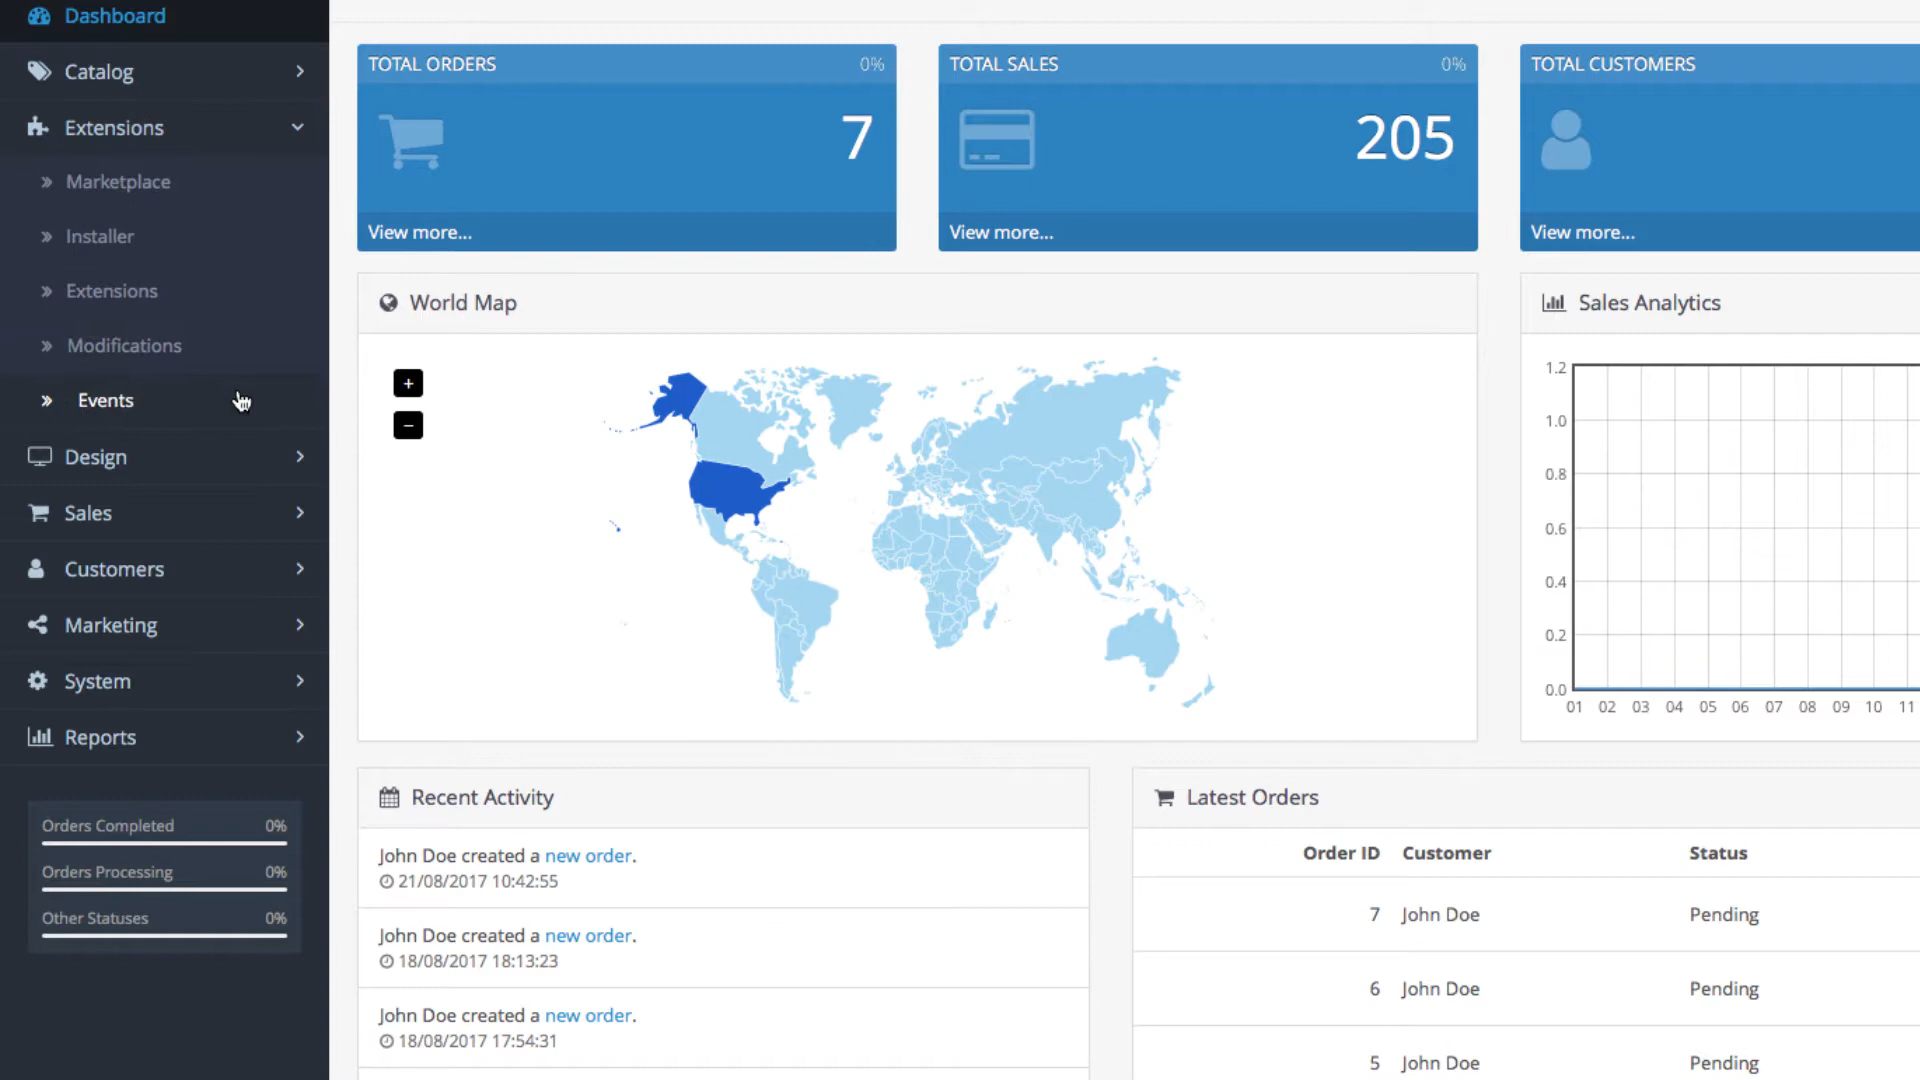 Dashboard
Catalog
Extensions
Marketplace
Installer
Extensions
Modifications
Events
Design
Sales
Customers
Marketing
System
Reports
Orders Completed 0%
Orders Processing 0%
Other Statuses 0%
TOTAL ORDERS 0%
7
View more...
TOTAL SALES 0%
205
View more...
TOTAL CUSTOMERS
View more...
World Map
+
−
Sales Analytics
1.2
1.0
0.8
0.6
0.4
0.2
0.0
01 02 03 04 05 06 07 08 09 10 11
Recent Activity
John Doe created a new order.
21/08/2017 10:42:55
John Doe created a new order.
18/08/2017 18:13:23
John Doe created a new order.
18/08/2017 17:54:31
Latest Orders
Order ID Customer Status
7 John Doe Pending
6 John Doe Pending
5 John Doe Pending